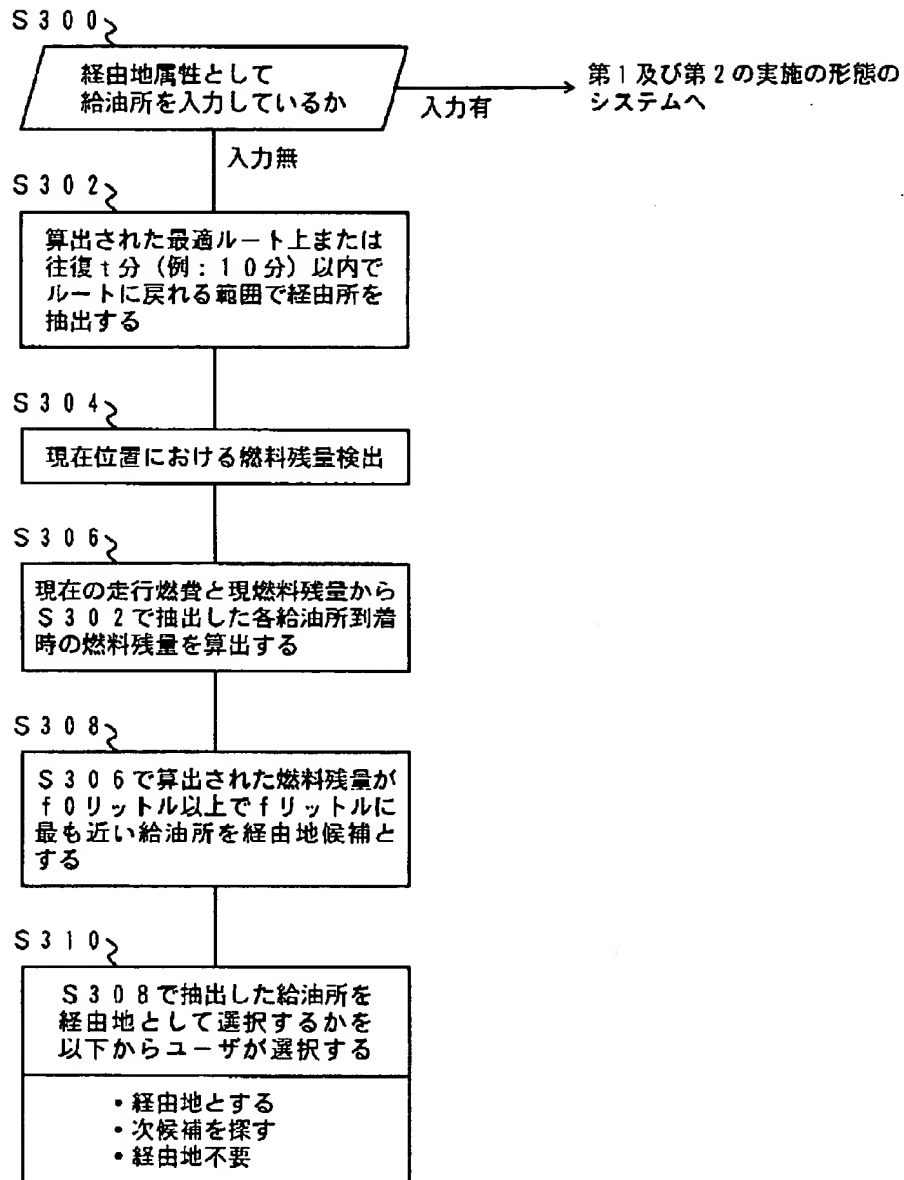 S300
経由地属性として
給油所を入力しているか
入力有
第1及び第2の実施の形態の
システムへ
入力無
S302
算出された最適ルート上または
往復t分（例：10分）以内で
ルートに戻れる範囲で経由所を
抽出する
S304
現在位置における燃料残量検出
S306
現在の走行燃費と現燃料残量から
S302で抽出した各給油所到着
時の燃料残量を算出する
S308
S306で算出された燃料残量が
f0リットル以上でfリットルに
最も近い給油所を経由地候補と
する
S310
S308で抽出した給油所を
経由地として選択するかを
以下からユーザが選択する
・経由地とする
・次候補を探す
・経由地不要